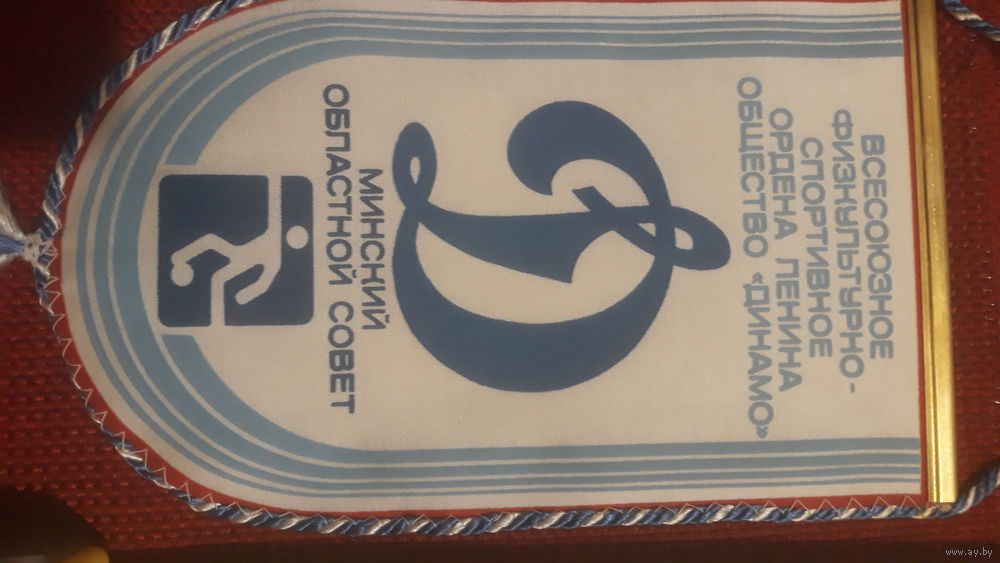 ВСЕСОЮЗНОЕ
ФИЗКУЛЬТУРНО-
СПОРТИВНОЕ
ОРДЕНА ЛЕНИНА
ОБЩЕСТВО «ДИНАМО»
Д
МИНСКИЙ
ОБЛАСТНОЙ СОВЕТ
www.ay.by